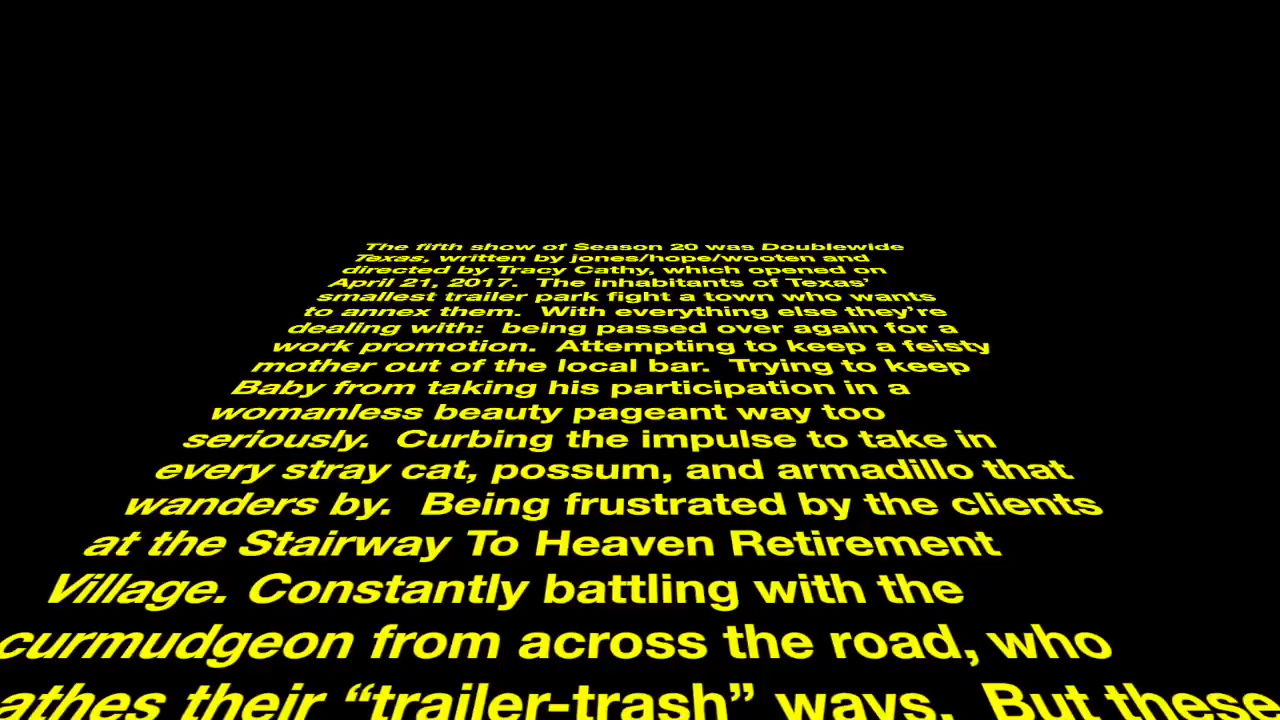 The fifth show of Season 20 was Doublewide
Texas, written by jones/hope/wooten and
directed by Tracy Cathy, which opened on
April 21, 2017.  The inhabitants of Texas’
smallest trailer park fight a town who wants
to annex them.  With everything else they’re
dealing with:  being passed over again for a
work promotion.  Attempting to keep a feisty
mother out of the local bar.  Trying to keep
Baby from taking his participation in a
womanless beauty pageant way too
seriously.  Curbing the impulse to take in
every stray cat, possum, and armadillo that
wanders by.  Being frustrated by the clients
at the Stairway To Heaven Retirement
Village. Constantly battling with the
curmudgeon from across the road, who
athes their “trailer-trash” ways.  But these